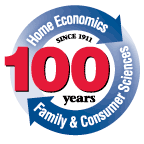 Home Economics
SINCE 1911
100
years
Family & Consumer Sciences